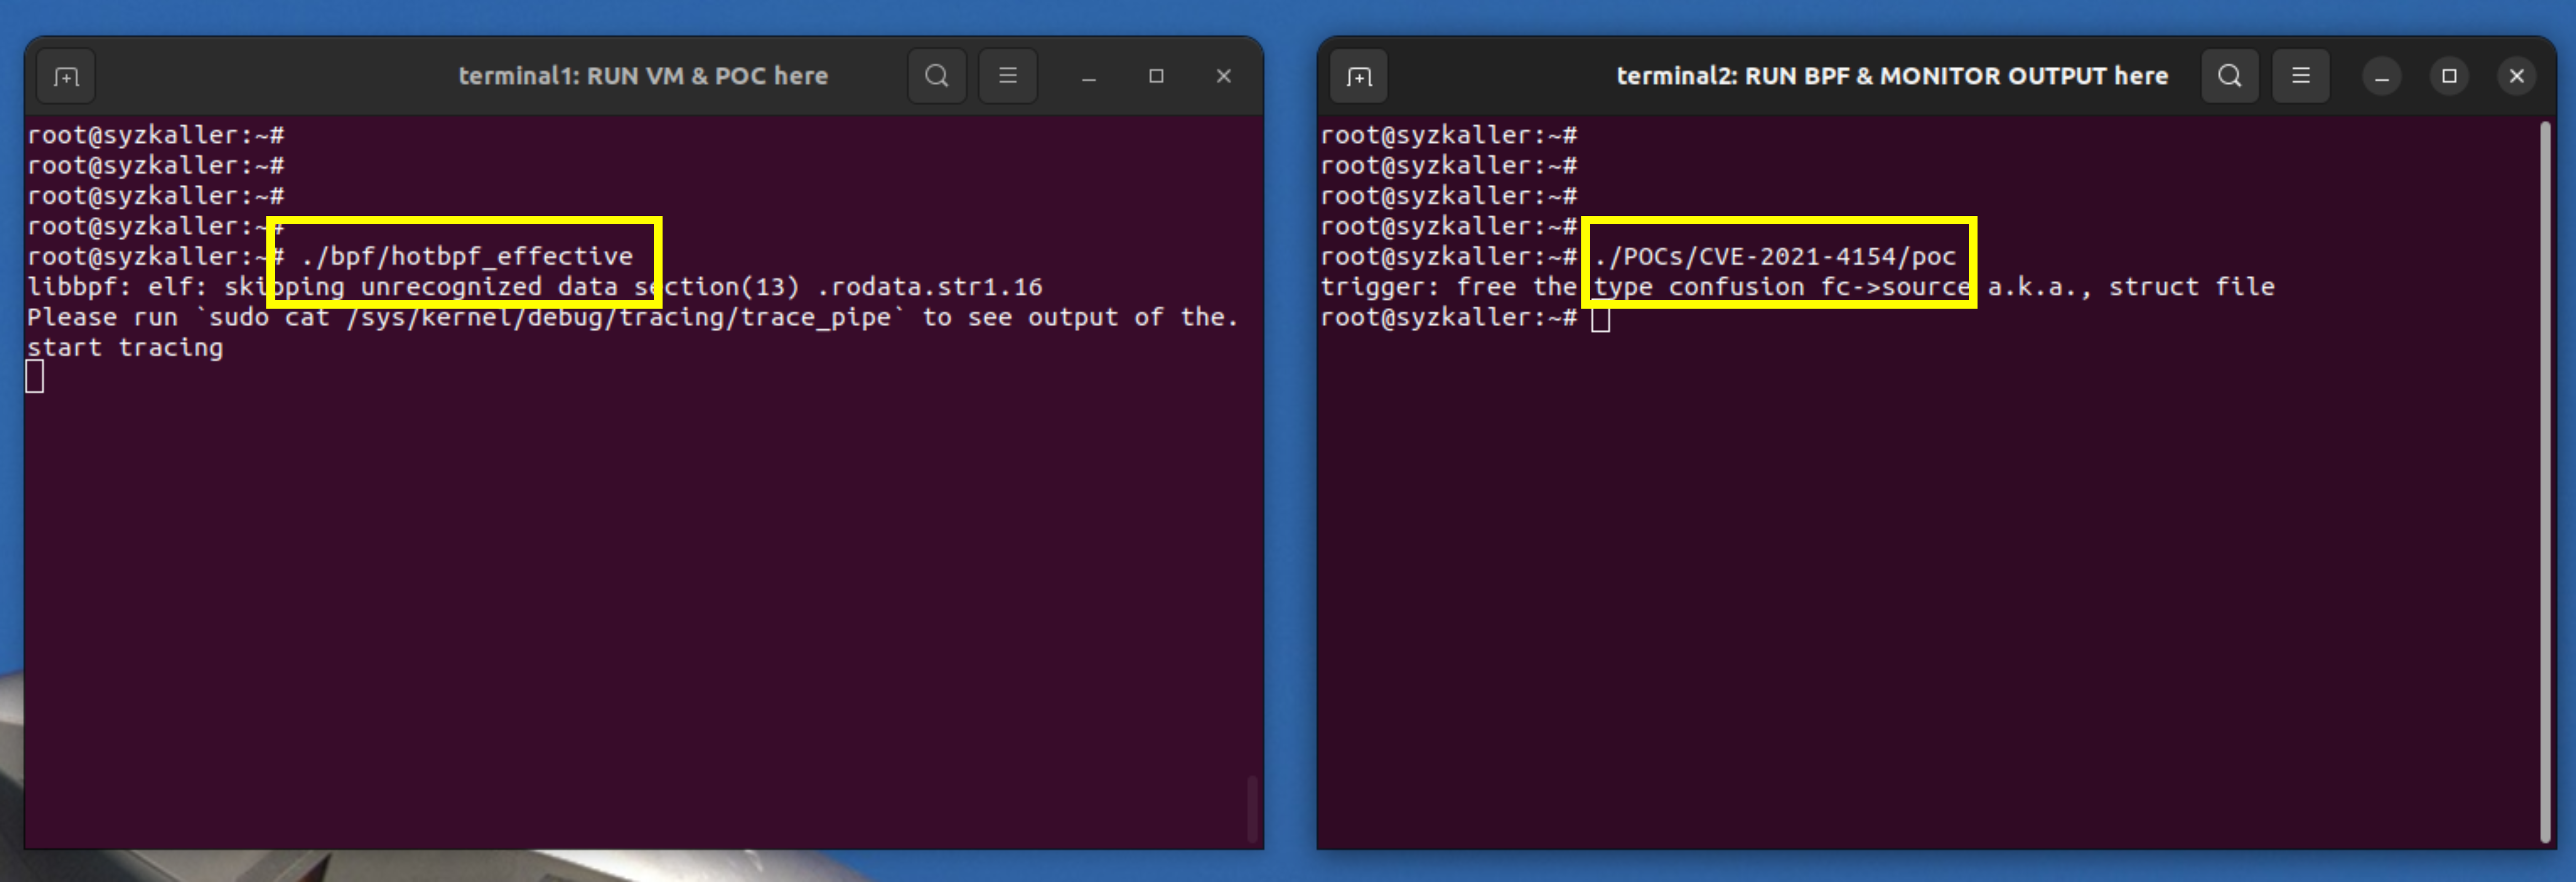 terminal1: RUN VM & POC here
root@syzkaller:~#
root@syzkaller:~#
root@syzkaller:~#
root@syzkaller:~#
root@syzkaller:~# ./bpf/hotbpf_effective
libbpf: elf: skipping unrecognized data section(13) .rodata.str1.16
Please run `sudo cat /sys/kernel/debug/tracing/trace_pipe` to see output of the.
start tracing
terminal2: RUN BPF & MONITOR OUTPUT here
root@syzkaller:~#
root@syzkaller:~#
root@syzkaller:~#
root@syzkaller:~#
root@syzkaller:~# ./POCs/CVE-2021-4154/poc
trigger: free the type confusion fc->source a.k.a., struct file
root@syzkaller:~#